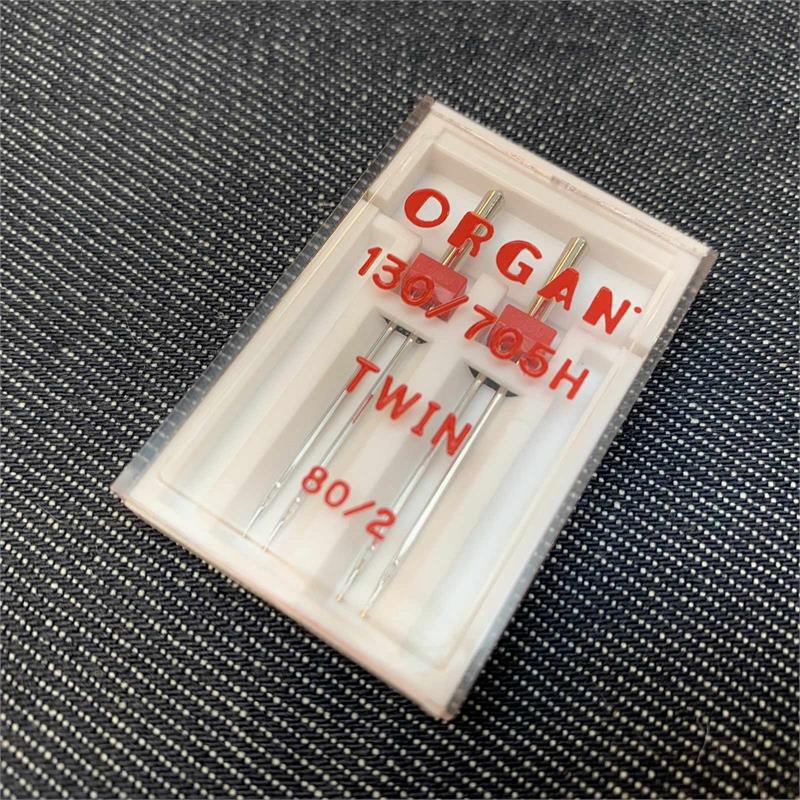 ORGAN
130/705H
TWIN
80/2